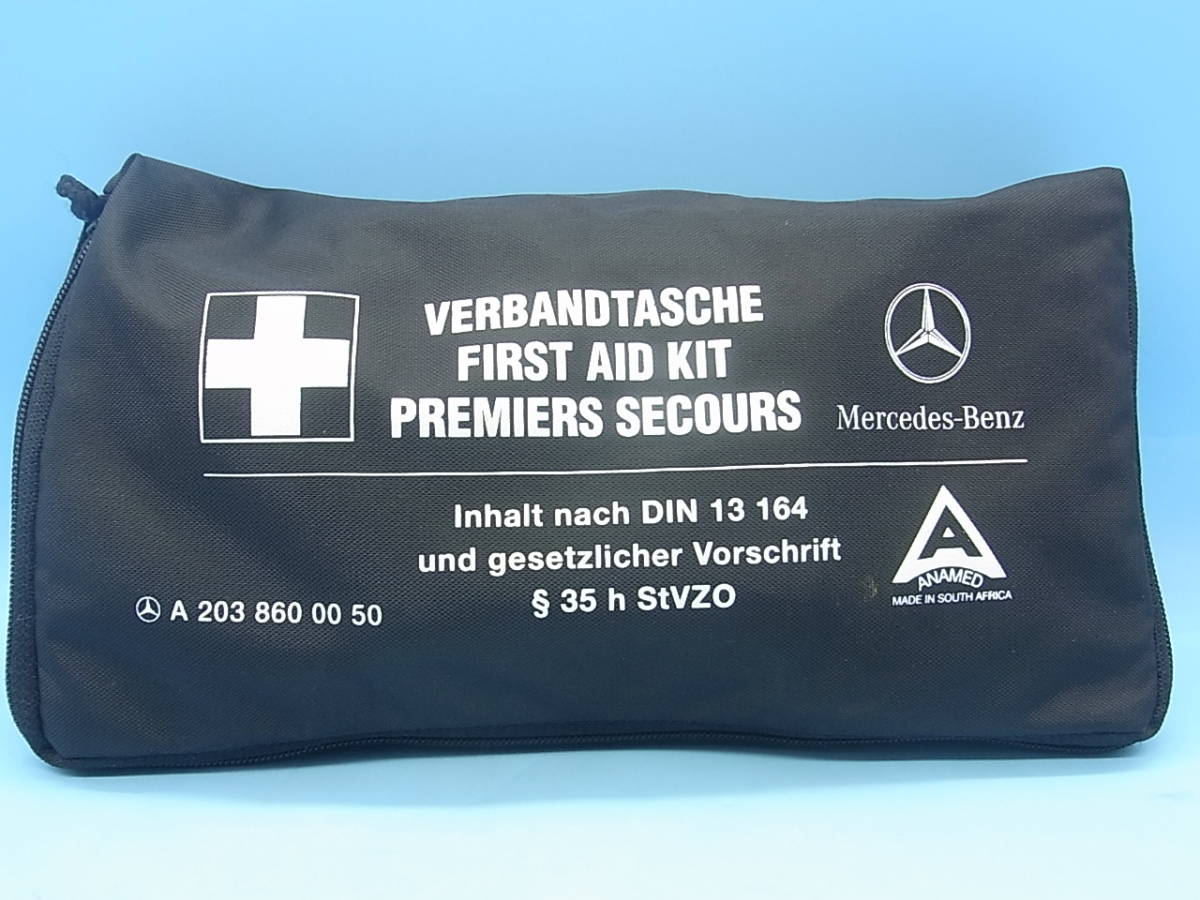 VERBANDTASCHE
FIRST AID KIT
PREMIERS SECOURS
Mercedes-Benz
Inhalt nach DIN 13 164
und gesetzlicher Vorschrift
§ 35 h StVZO
A 203 860 00 50
A
ANAMED
MADE IN SOUTH AFRICA